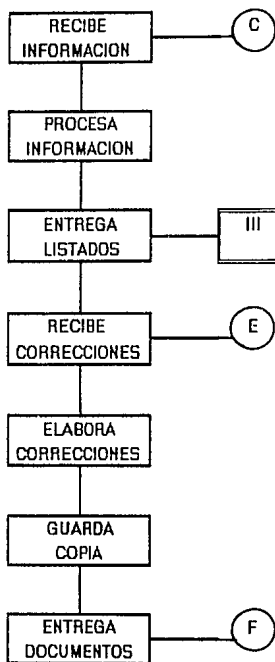 RECIBE
INFORMACION
C
PROCESA
INFORMACION
ENTREGA
LISTADOS
III
RECIBE
CORRECCIONES
E
ELABORA
CORRECCIONES
GUARDA
COPIA
ENTREGA
DOCUMENTOS
F